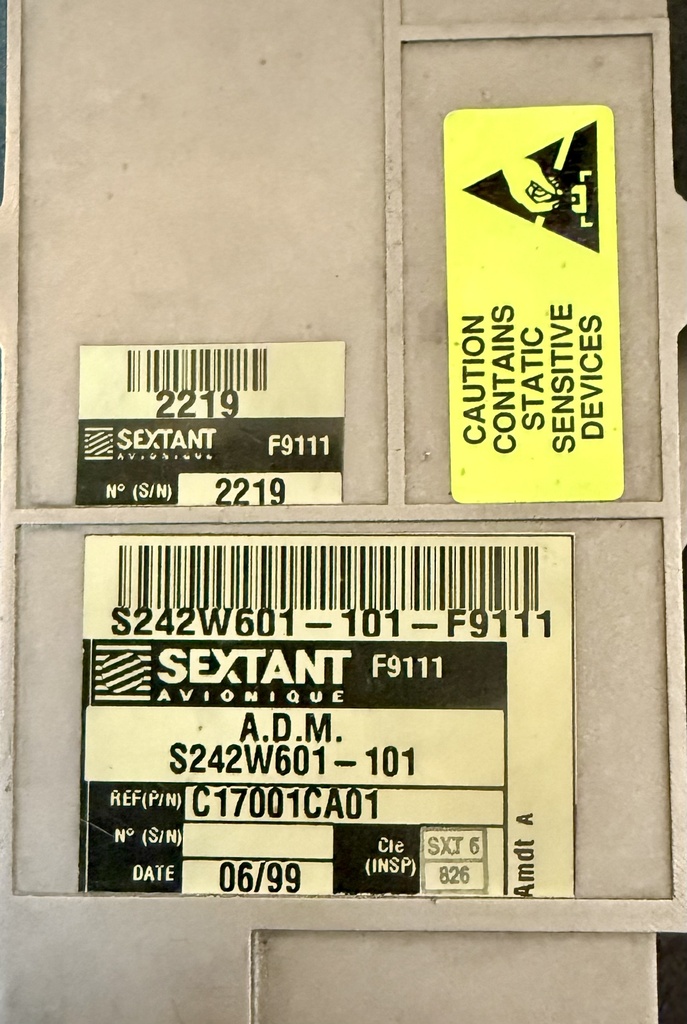 CAUTION
CONTAINS
STATIC
SENSITIVE
DEVICES
2219
SEXTANT F9111
AVIONIQUE
N° (S/N) 2219
S242W601-101-F9111
SEXTANT F9111
AVIONIQUE
A.D.M.
S242W601-101
REF(P/N) C17001CA01
N° (S/N)
Cle
(INSP)
SXT 6
826
DATE 06/99
Amdt A